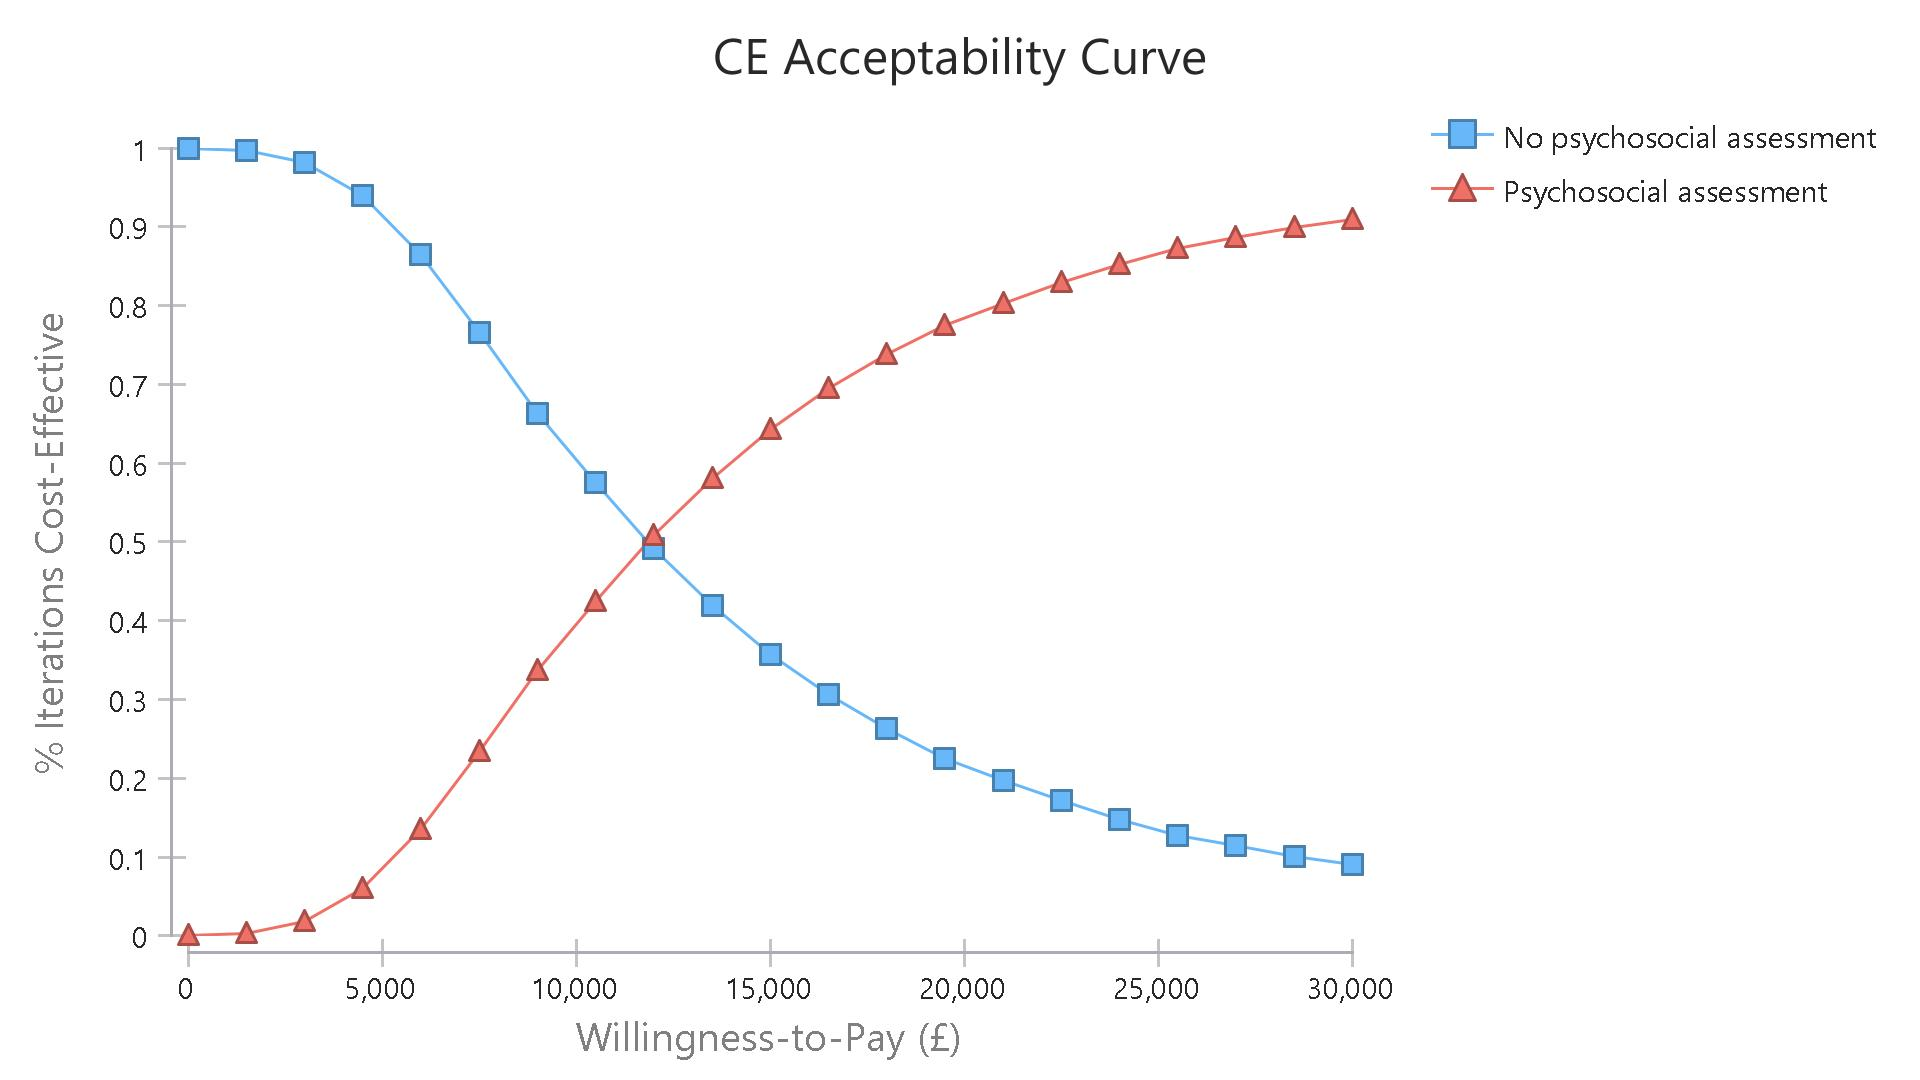 CE Acceptability Curve
No psychosocial assessment
Psychosocial assessment
% Iterations Cost-Effective
1
0.9
0.8
0.7
0.6
0.5
0.4
0.3
0.2
0.1
0
0 5,000 10,000 15,000 20,000 25,000 30,000
Willingness-to-Pay (£)